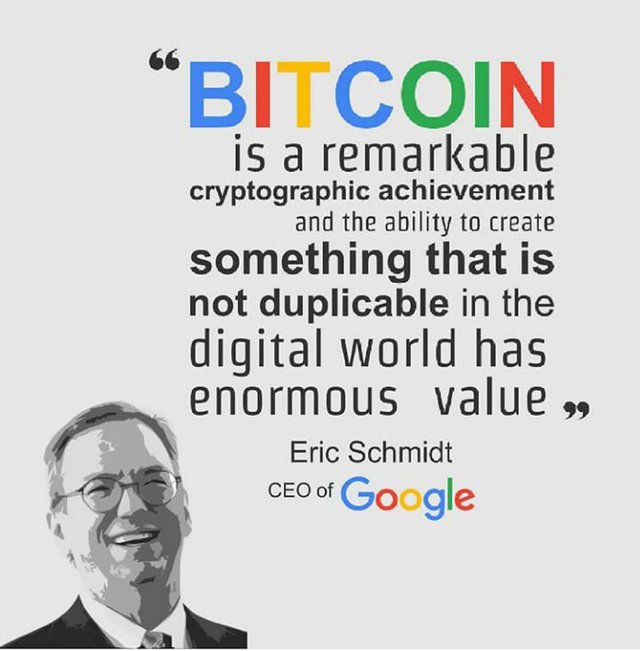 “BITCOIN
is a remarkable
cryptographic achievement
and the ability to create
something that is
not duplicable in the
digital world has
enormous value „
Eric Schmidt
CEO of Google